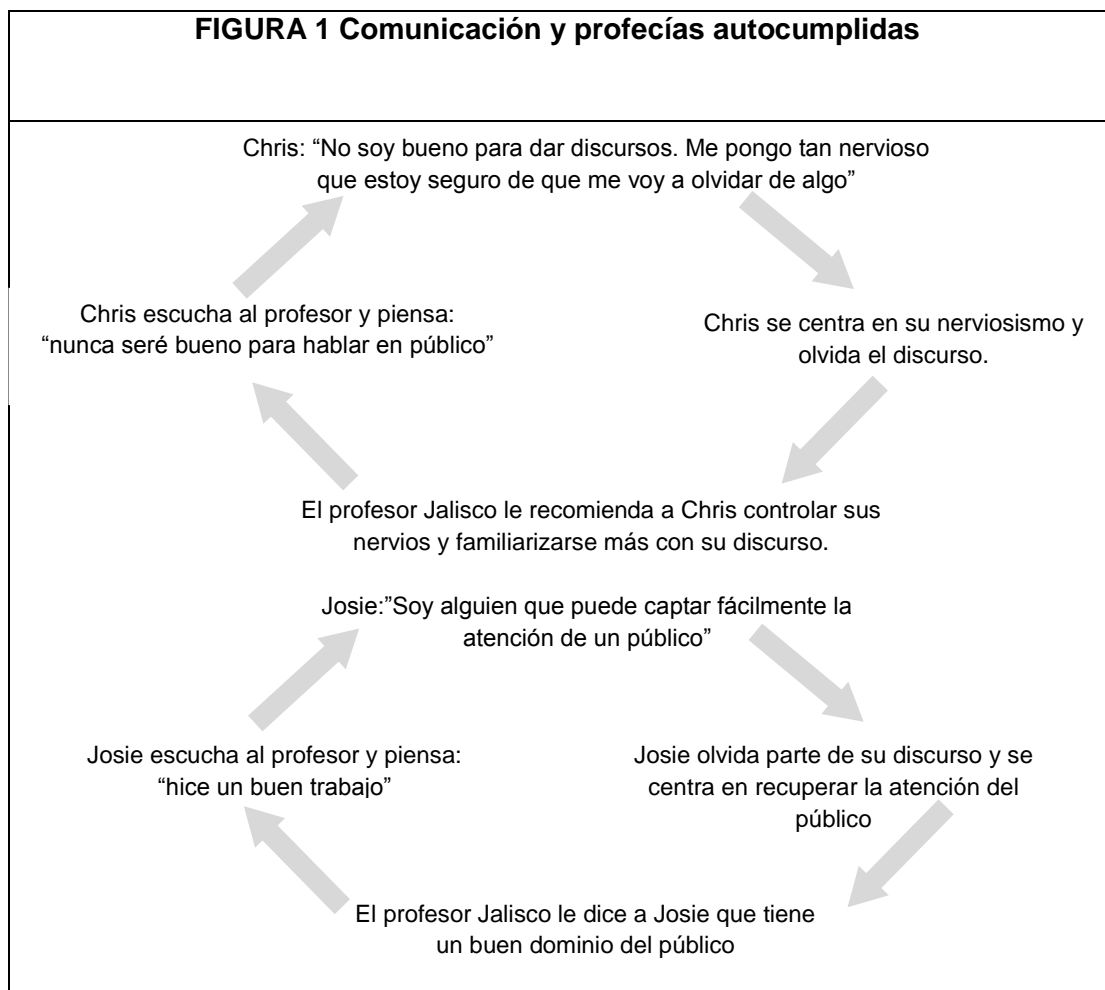 FIGURA 1 Comunicación y profecías autocumplidas
Chris: “No soy bueno para dar discursos. Me pongo tan nervioso
que estoy seguro de que me voy a olvidar de algo”
Chris escucha al profesor y piensa:
“nunca seré bueno para hablar en público”
Chris se centra en su nerviosismo y
olvida el discurso.
El profesor Jalisco le recomienda a Chris controlar sus
nervios y familiarizarse más con su discurso.
Josie:”Soy alguien que puede captar fácilmente la
atención de un público”
Josie escucha al profesor y piensa:
“hice un buen trabajo”
Josie olvida parte de su discurso y se
centra en recuperar la atención del
público
El profesor Jalisco le dice a Josie que tiene
un buen dominio del público